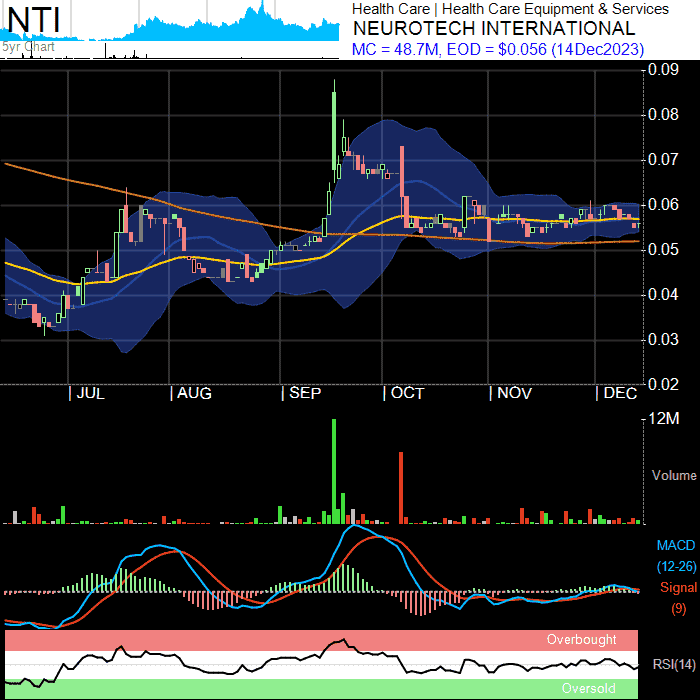 NTI
5yr Chart
Health Care | Health Care Equipment & Services
NEUROTECH INTERNATIONAL
MC = 48.7M, EOD = $0.056 (14Dec2023)
0.09
0.08
0.07
0.06
0.05
0.04
0.03
0.02
JUL AUG SEP OCT NOV DEC
12M
Volume
MACD
(12-26)
Signal
(9)
Overbought
RSI(14)
Oversold